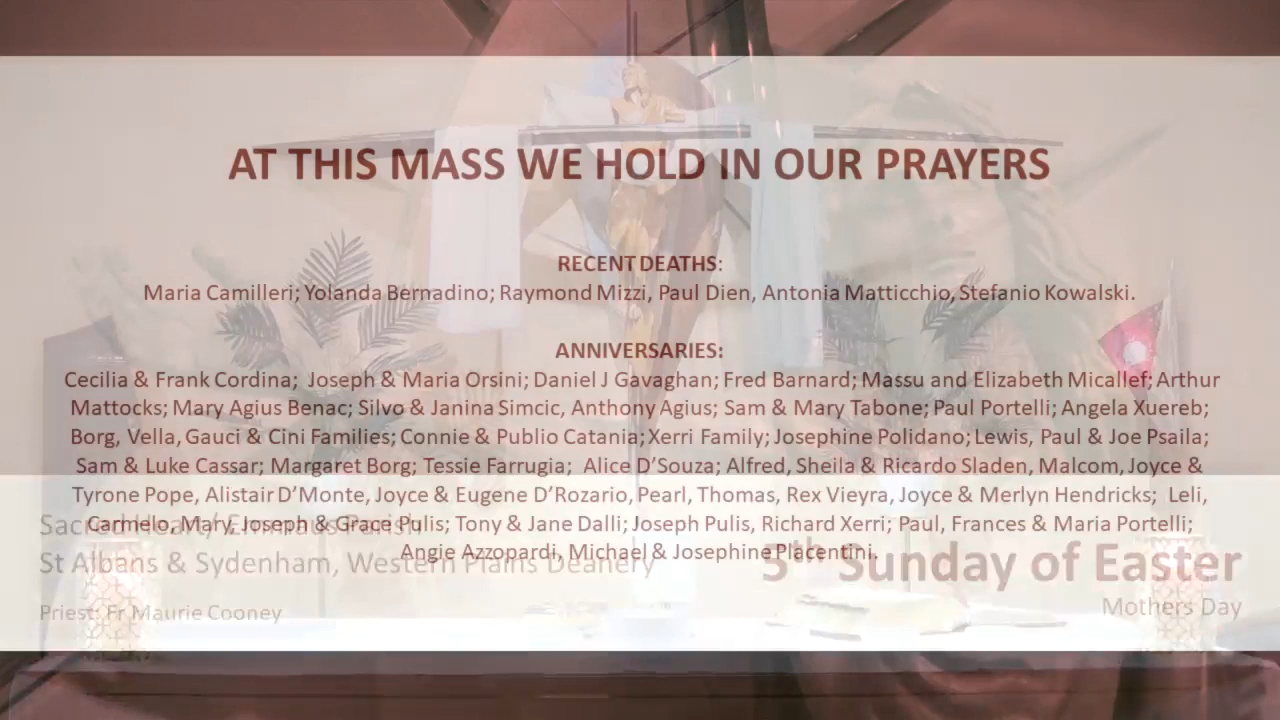 AT THIS MASS WE HOLD IN OUR PRAYERS
RECENT DEATHS:
Maria Camilleri; Yolanda Bernadino; Raymond Mizzi, Paul Dien, Antonia Matticchio, Stefanio Kowalski.
ANNIVERSARIES:
Cecilia & Frank Cordina; Joseph & Maria Orsini; Daniel J Gavaghan; Fred Barnard; Massu and Elizabeth Micallef; Arthur
Mattocks; Mary Agius Benac; Silvo & Janina Simcic, Anthony Agius; Sam & Mary Tabone; Paul Portelli; Angela Xuereb;
Borg, Vella, Gauci & Cini Families; Connie & Publio Catania; Xerri Family; Josephine Polidano; Lewis, Paul & Joe Psaila;
Sam & Luke Cassar; Margaret Borg; Tessie Farrugia; Alice D'Souza; Alfred, Sheila & Ricardo Sladen, Malcom, Joyce &
Tyrone Pope, Alistair D'Monte, Joyce & Eugene D'Rozario, Pearl, Thomas, Rex Vieyra, Joyce & Merlyn Hendricks; Leli,
Carmelo, Mary, Joseph & Grace Pulis; Tony & Jane Dalli; Joseph Pulis, Richard Xerri; Paul, Frances & Maria Portelli;
Angie Azzopardi, Michael & Josephine Placentini.
Sacred Heart/ Emmaus Parish
St Albans & Sydenham, Western Plains Deanery
Priest: Fr Maurie Cooney
5th Sunday of Easter
Mothers Day